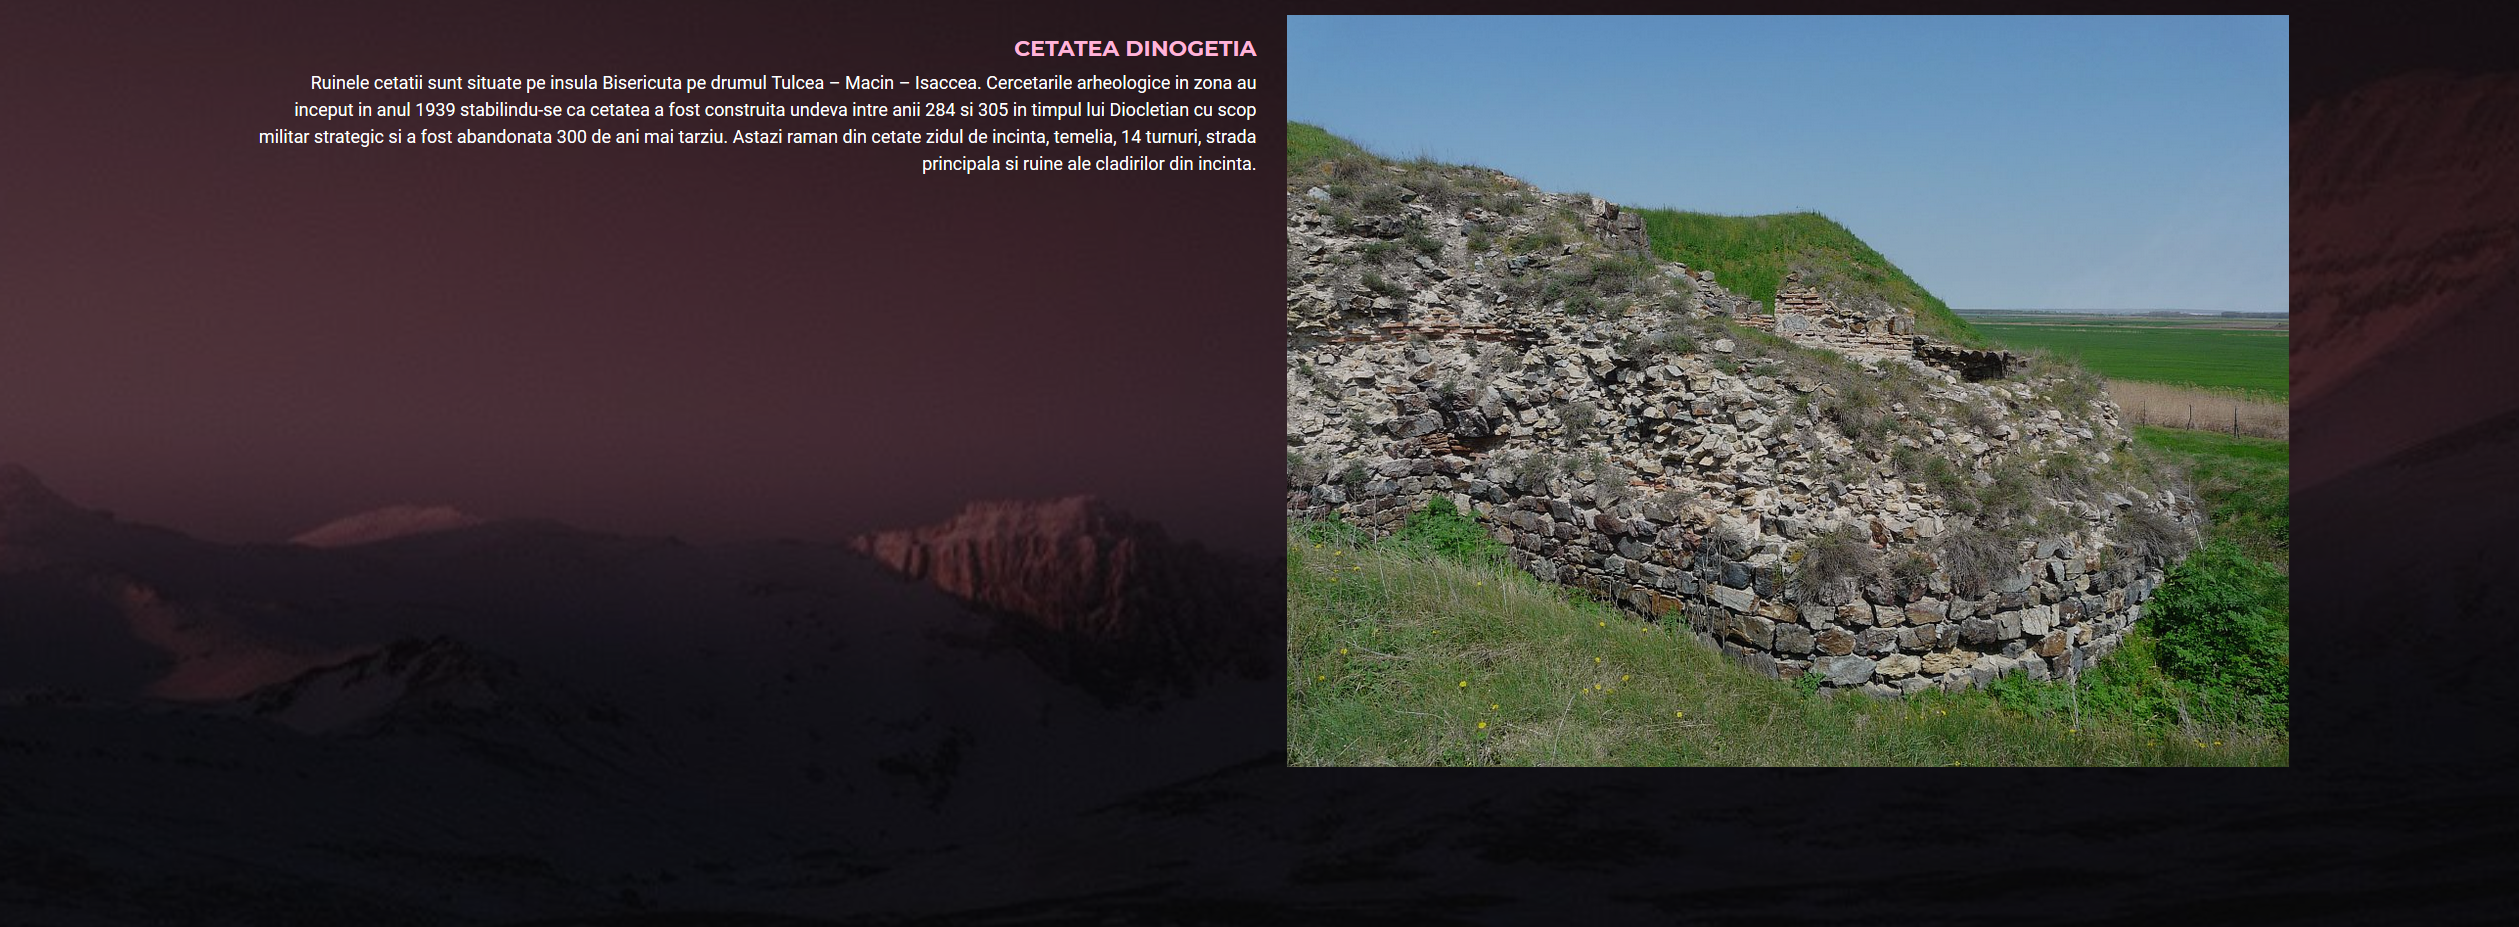 CETATEA DINOGETIA
Ruinele cetatii sunt situate pe insula Bisericuta pe drumul Tulcea – Macin – Isaccea. Cercetarile arheologice in zona au
inceput in anul 1939 stabilindu-se ca cetatea a fost construita undeva intre anii 284 si 305 in timpul lui Diocletian cu scop
militar strategic si a fost abandonata 300 de ani mai tarziu. Astazi raman din cetate zidul de incinta, temelia, 14 turnuri, strada
principala si ruine ale cladirilor din incinta.